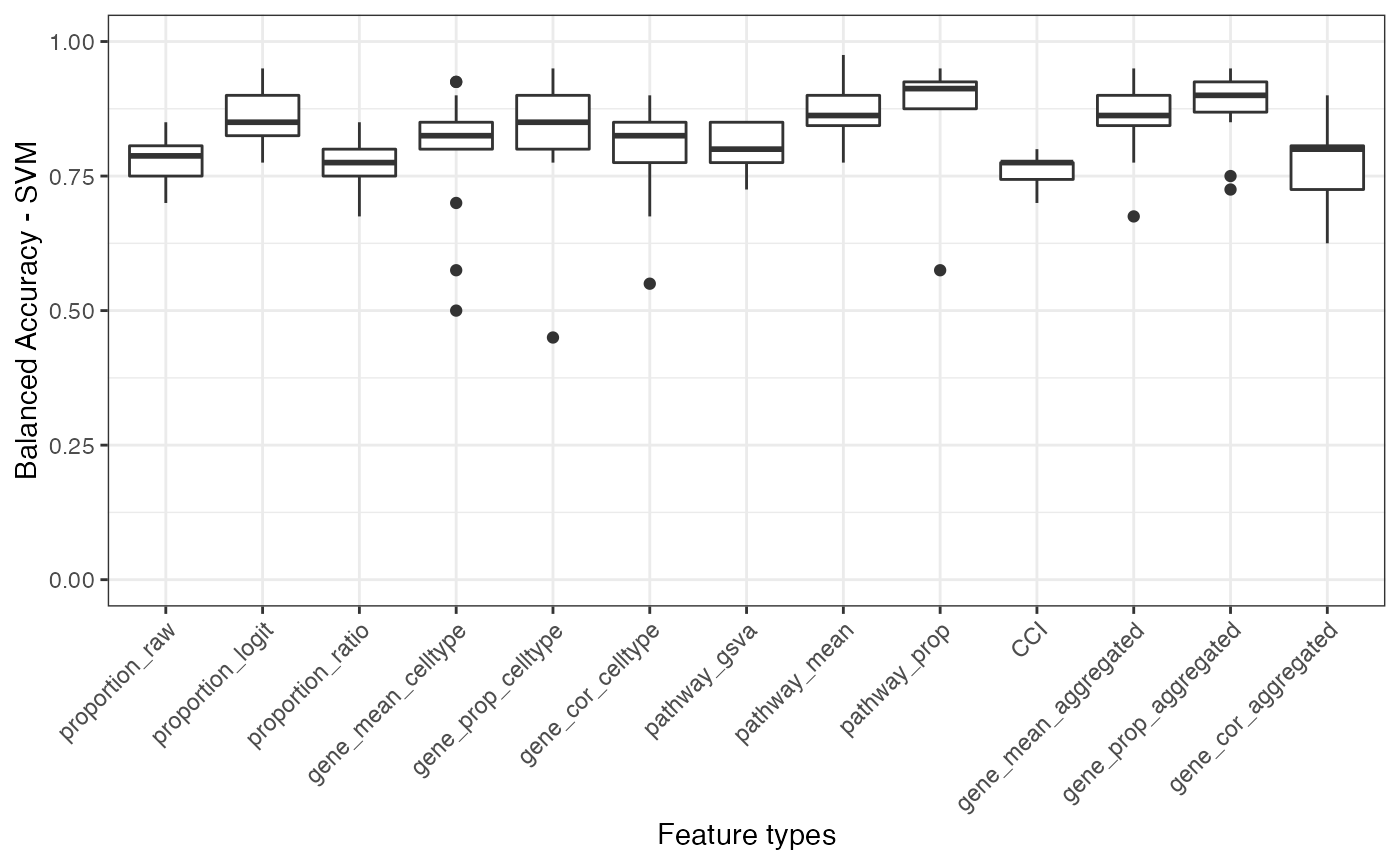 Balanced Accuracy - SVM
1.00
0.75
0.50
0.25
0.00
proportion_raw
proportion_logit
proportion_ratio
gene_mean_celltype
gene_prop_celltype
gene_cor_celltype
pathway_gsva
pathway_mean
pathway_prop
CCI
gene_mean_aggregated
gene_prop_aggregated
gene_cor_aggregated
Feature types